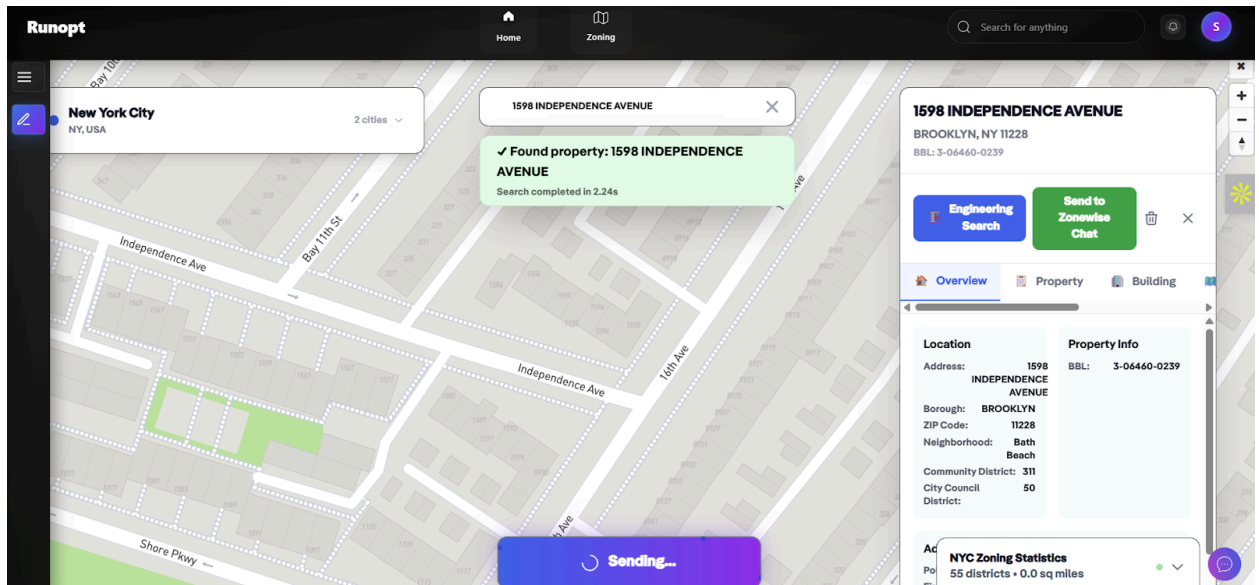 Runopt
Home
Zoning
Search for anything
S
New York City
NY, USA
2 cities
1598 INDEPENDENCE AVENUE
✓ Found property: 1598 INDEPENDENCE
AVENUE
Search completed in 2.24s
1598 INDEPENDENCE AVENUE
BROOKLYN, NY 11228
BBL: 3-06460-0239
Engineering
Search
Send to
Zonewise
Chat
Overview
Property
Building
Location
Address: 1598
INDEPENDENCE
AVENUE
Borough: BROOKLYN
ZIP Code: 11228
Neighborhood: Bath
Beach
Community District: 311
City Council 50
District:
Property Info
BBL: 3-06460-0239
NYC Zoning Statistics
55 districts • 0.0 sq miles
Sending...
Independence Ave
Bay 11th St
Independence Ave
16th Ave
Shore Pkwy